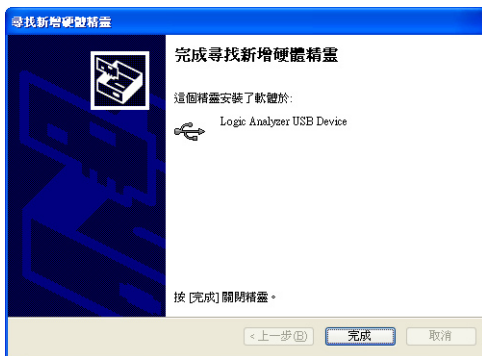 尋找新增硬體精靈
完成尋找新增硬體精靈
這個精靈安裝了軟體於:
Logic Analyzer USB Device
按 [完成] 關閉精靈。
<上一步(B)
完成
取消